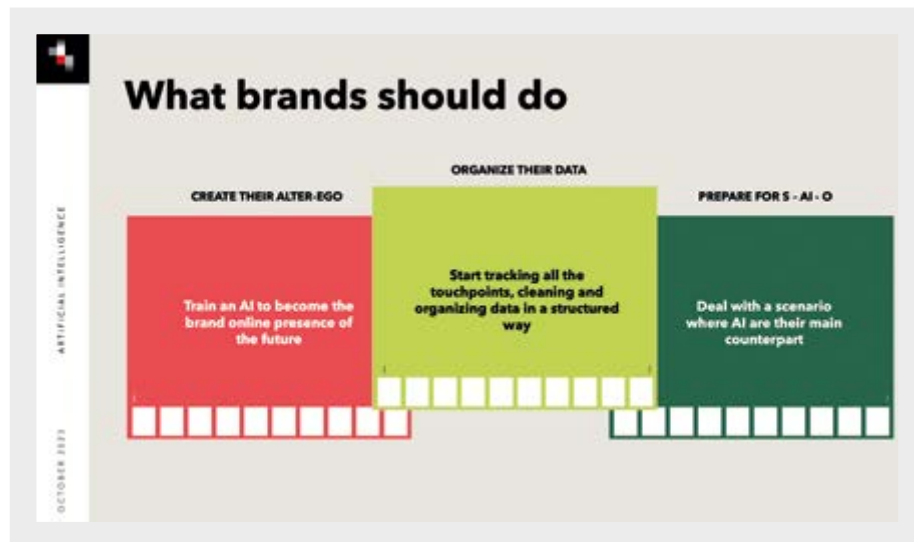 What brands should do
ORGANIZE THEIR DATA
CREATE THEIR ALTER-EGO
PREPARE FOR S - AI - O
Train an AI to become the
brand online presence of
the future
Start tracking all the
touchpoints, cleaning and
organizing data in a structured
way
Deal with a scenario
where AI are their main
counterpart
ARTIFICIAL INTELLIGENCE
OCTOBER